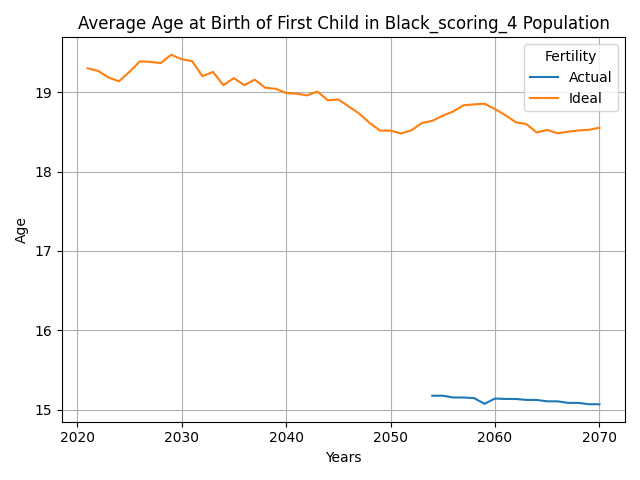 Average Age at Birth of First Child in Black_scoring_4 Population
Fertility
Actual
Ideal
19
18
17
16
15
Age
2020 2030 2040 2050 2060 2070
Years